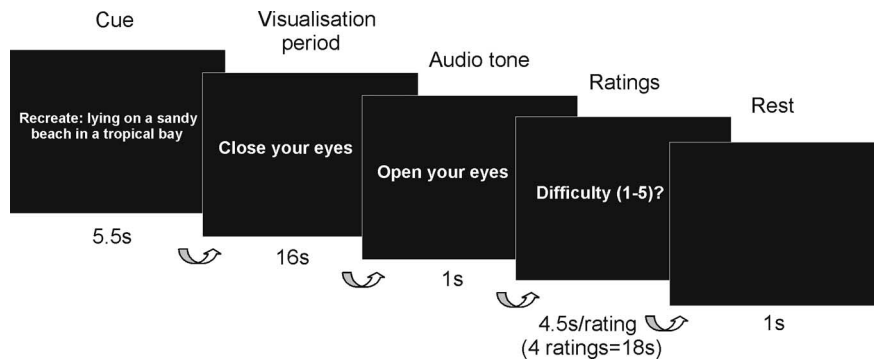 Cue
Visualisation
period
Audio tone
Ratings
Rest
Recreate: lying on a sandy
beach in a tropical bay
Close your eyes
Open your eyes
Difficulty (1-5)?
5.5s
16s
1s
4.5s/rating
(4 ratings=18s)
1s